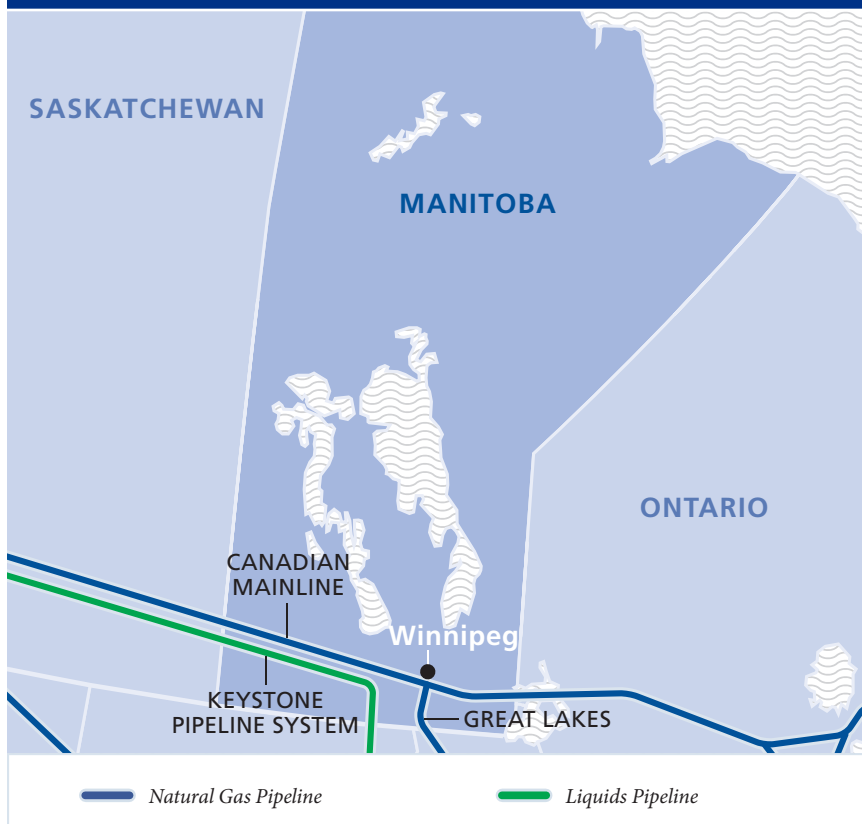 SASKATCHEWAN
MANITOBA
ONTARIO
CANADIAN
MAINLINE
Winnipeg
KEYSTONE
PIPELINE SYSTEM
GREAT LAKES
Natural Gas Pipeline
Liquids Pipeline